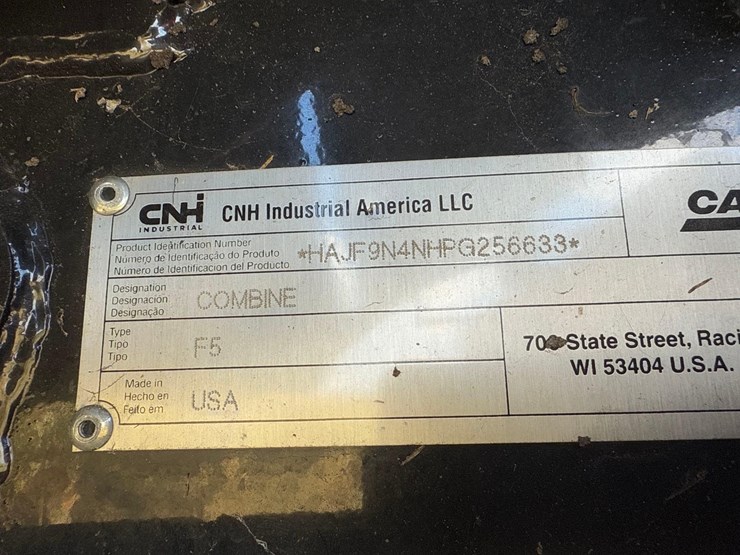 CNH
INDUSTRIAL
CNH Industrial America LLC
CA
Product Identification Number
Número de Identificação do Produto
Número de Identificacion del Producto
*HAJF9N4NHPG256633*
Designation
Designación
Designação
COMBINE
Type
Tipo
Tipo
F5
700 State Street, Raci
WI 53404 U.S.A.
Made in
Hecho en
Feito em
USA